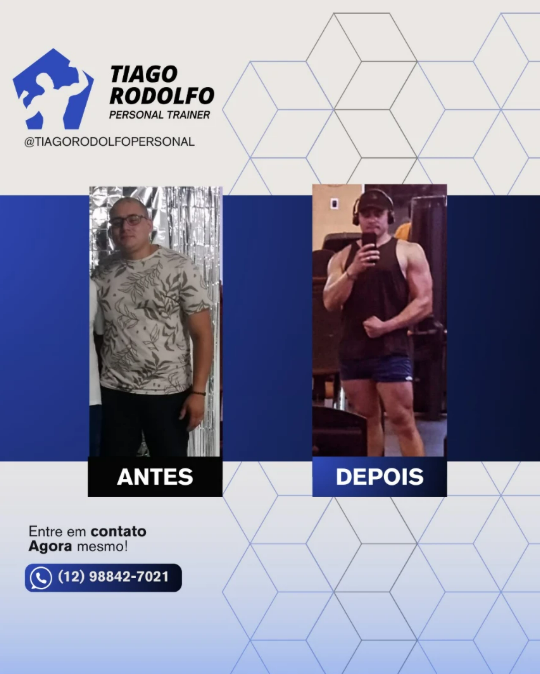 TIAGO
RODOLFO
PERSONAL TRAINER
@TIAGORODOLFOPERSONAL
ANTES
DEPOIS
Entre em contato
Agora mesmo!
(12) 98842-7021